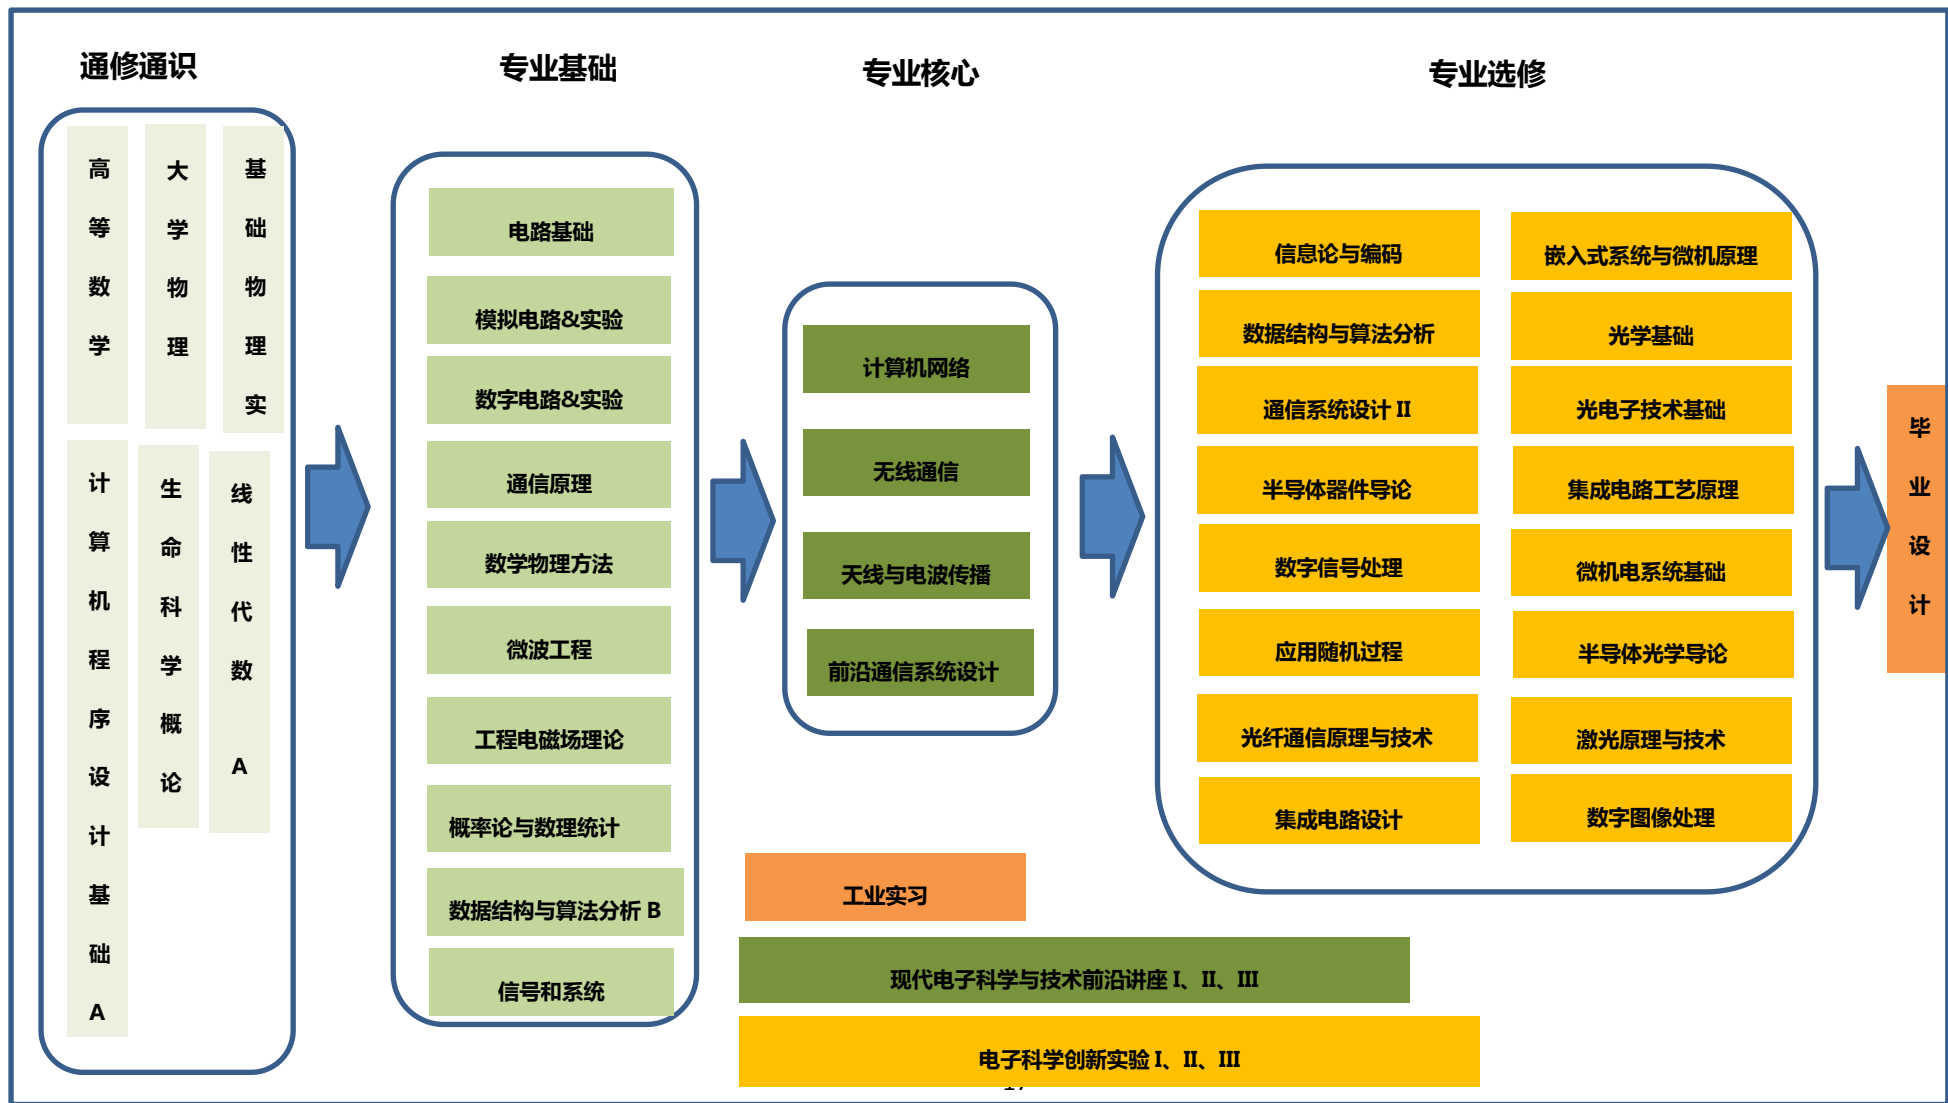 通修通识
专业基础
专业核心
专业选修
高等数学
大学物理
基础物理实
计算机程序设计基础A
生命科学概论
线性代数 A
电路基础
模拟电路&实验
数字电路&实验
通信原理
数学物理方法
微波工程
工程电磁场理论
概率论与数理统计
数据结构与算法分析 B
信号和系统
计算机网络
无线通信
天线与电波传播
前沿通信系统设计
信息论与编码
嵌入式系统与微机原理
数据结构与算法分析
光学基础
通信系统设计 II
光电子技术基础
半导体器件导论
集成电路工艺原理
数字信号处理
微机电系统基础
应用随机过程
半导体光学导论
光纤通信原理与技术
激光原理与技术
集成电路设计
数字图像处理
毕业设计
工业实习
现代电子科学与技术前沿讲座 I、II、III
电子科学创新实验 I、II、III